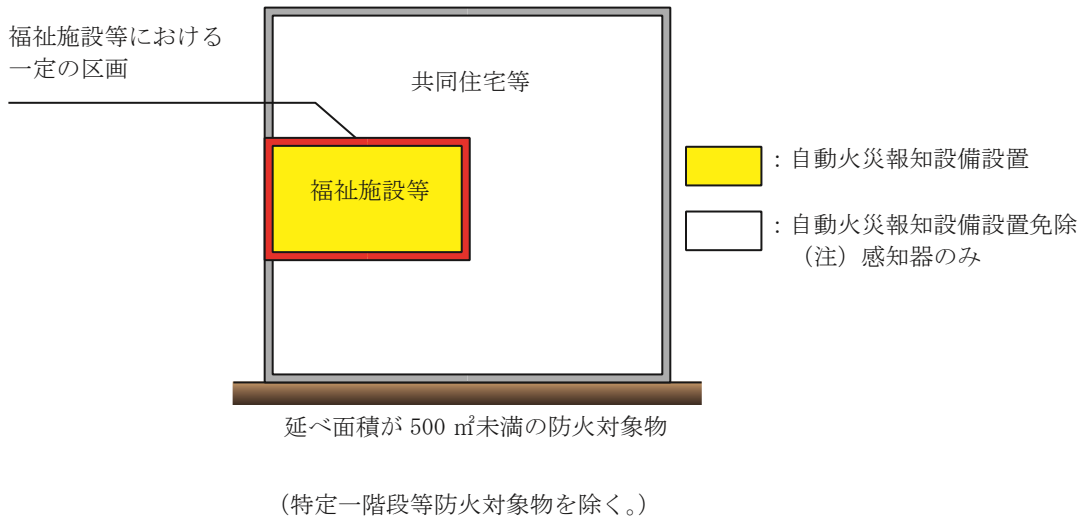 福祉施設等における
一定の区画
共同住宅等
福祉施設等
：自動火災報知設備設置
：自動火災報知設備設置免除
（注）感知器のみ
延べ面積が 500 ㎡未満の防火対象物
（特定一階段等防火対象物を除く。）